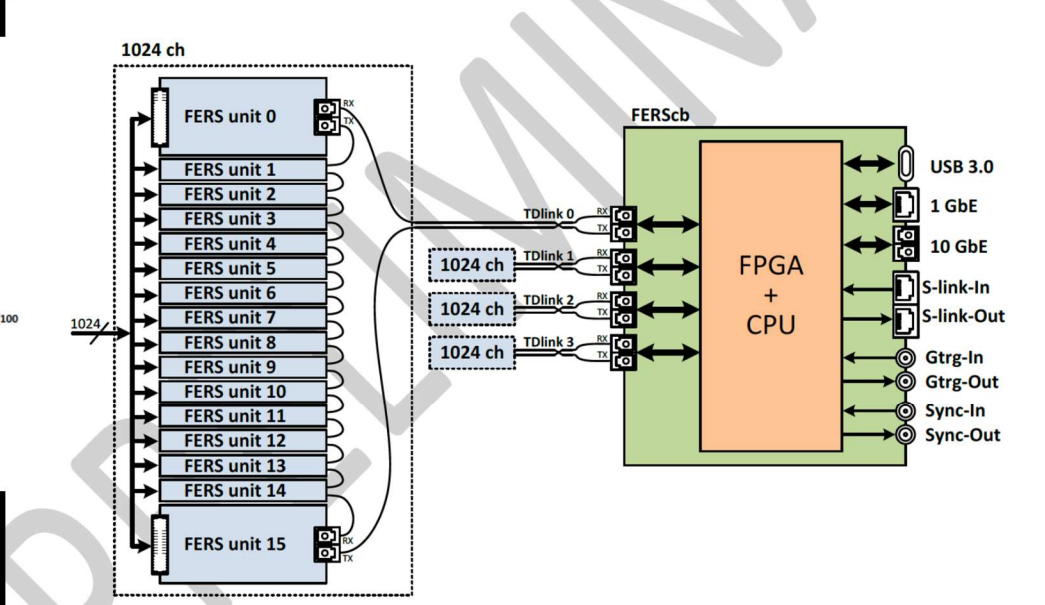 1024 ch
FERS unit 0
RX
TX
FERS unit 1
FERS unit 2
FERS unit 3
FERS unit 4
FERS unit 5
FERS unit 6
FERS unit 7
FERS unit 8
FERS unit 9
FERS unit 10
FERS unit 11
FERS unit 12
FERS unit 13
FERS unit 14
FERS unit 15
RX
TX
100
1024
TDlink 0
RX
TX
1024 ch
TDlink 1
RX
TX
1024 ch
TDlink 2
RX
TX
1024 ch
TDlink 3
RX
TX
FERScb
FPGA
+
CPU
USB 3.0
1 GbE
10 GbE
S-link-In
S-link-Out
Gtrg-In
Gtrg-Out
Sync-In
Sync-Out